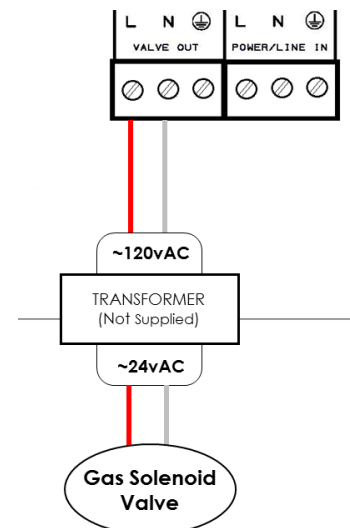 L N L N
VALVE OUT POWER/LINE IN
~120vAC
TRANSFORMER
(Not Supplied)
~24vAC
Gas Solenoid
Valve